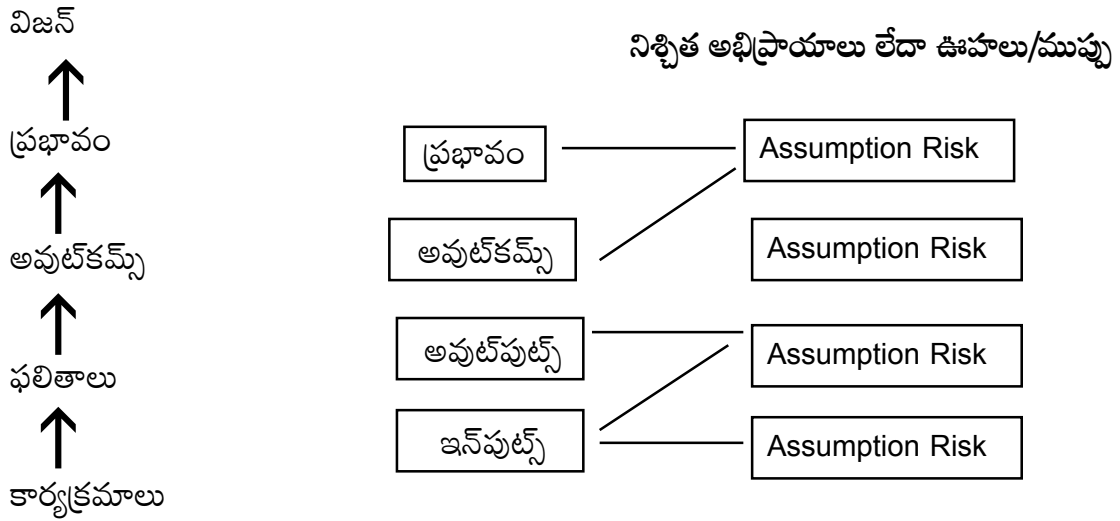 విజన్
ప్రభావం
అవుట్‌కమ్స్
ఫలితాలు
కార్యక్రమాలు
నిశ్చిత అభిప్రాయాలు లేదా ఊహలు/ముప్పు
ప్రభావం
Assumption Risk
అవుట్‌కమ్స్
Assumption Risk
అవుట్‌పుట్స్
Assumption Risk
ఇన్‌పుట్స్
Assumption Risk